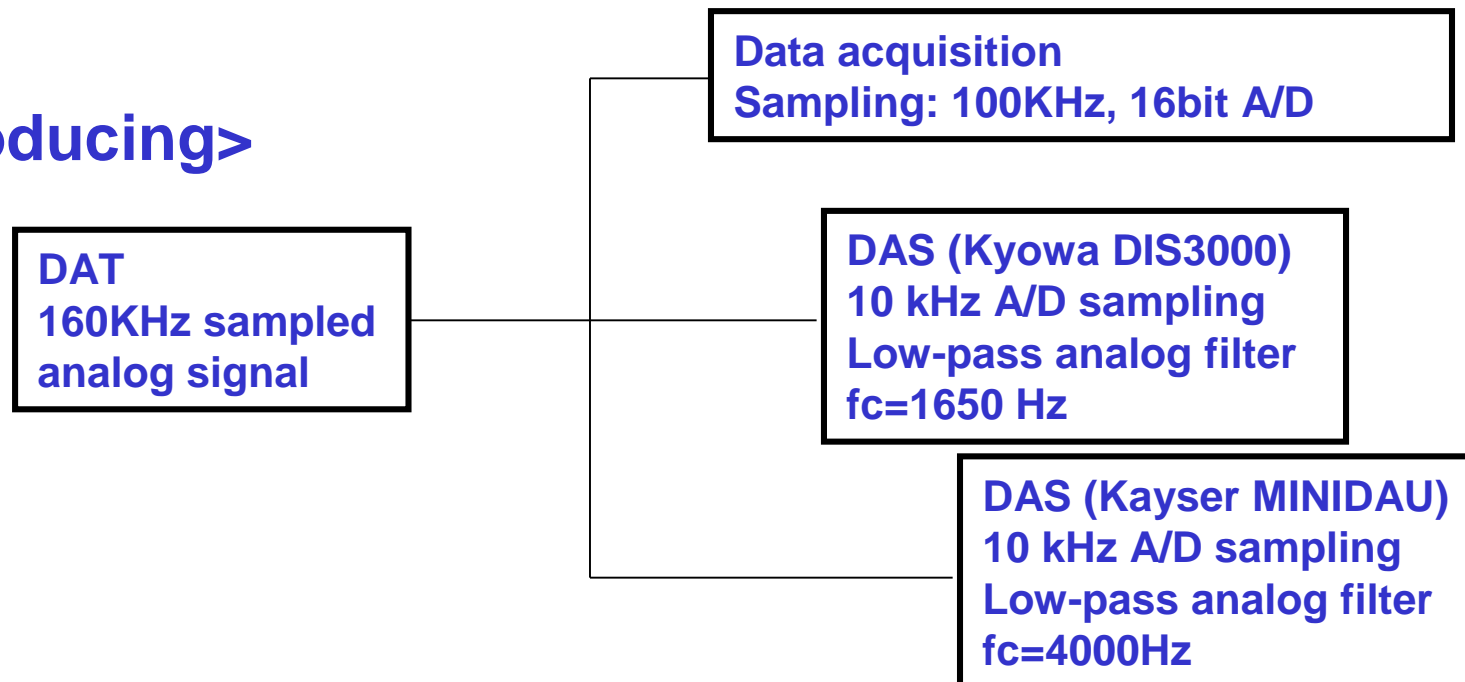 oducing>
DAT
160KHz sampled
analog signal
Data acquisition
Sampling: 100KHz, 16bit A/D
DAS (Kyowa DIS3000)
10 kHz A/D sampling
Low-pass analog filter
fc=1650 Hz
DAS (Kayser MINIDAU)
10 kHz A/D sampling
Low-pass analog filter
fc=4000Hz